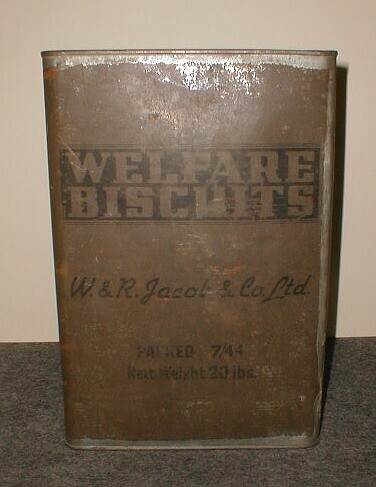 WELFARE
BISCUITS
W. & R. Jacob & Co. Ltd.
PACKED 7/44
Nett Weight 20 lbs.